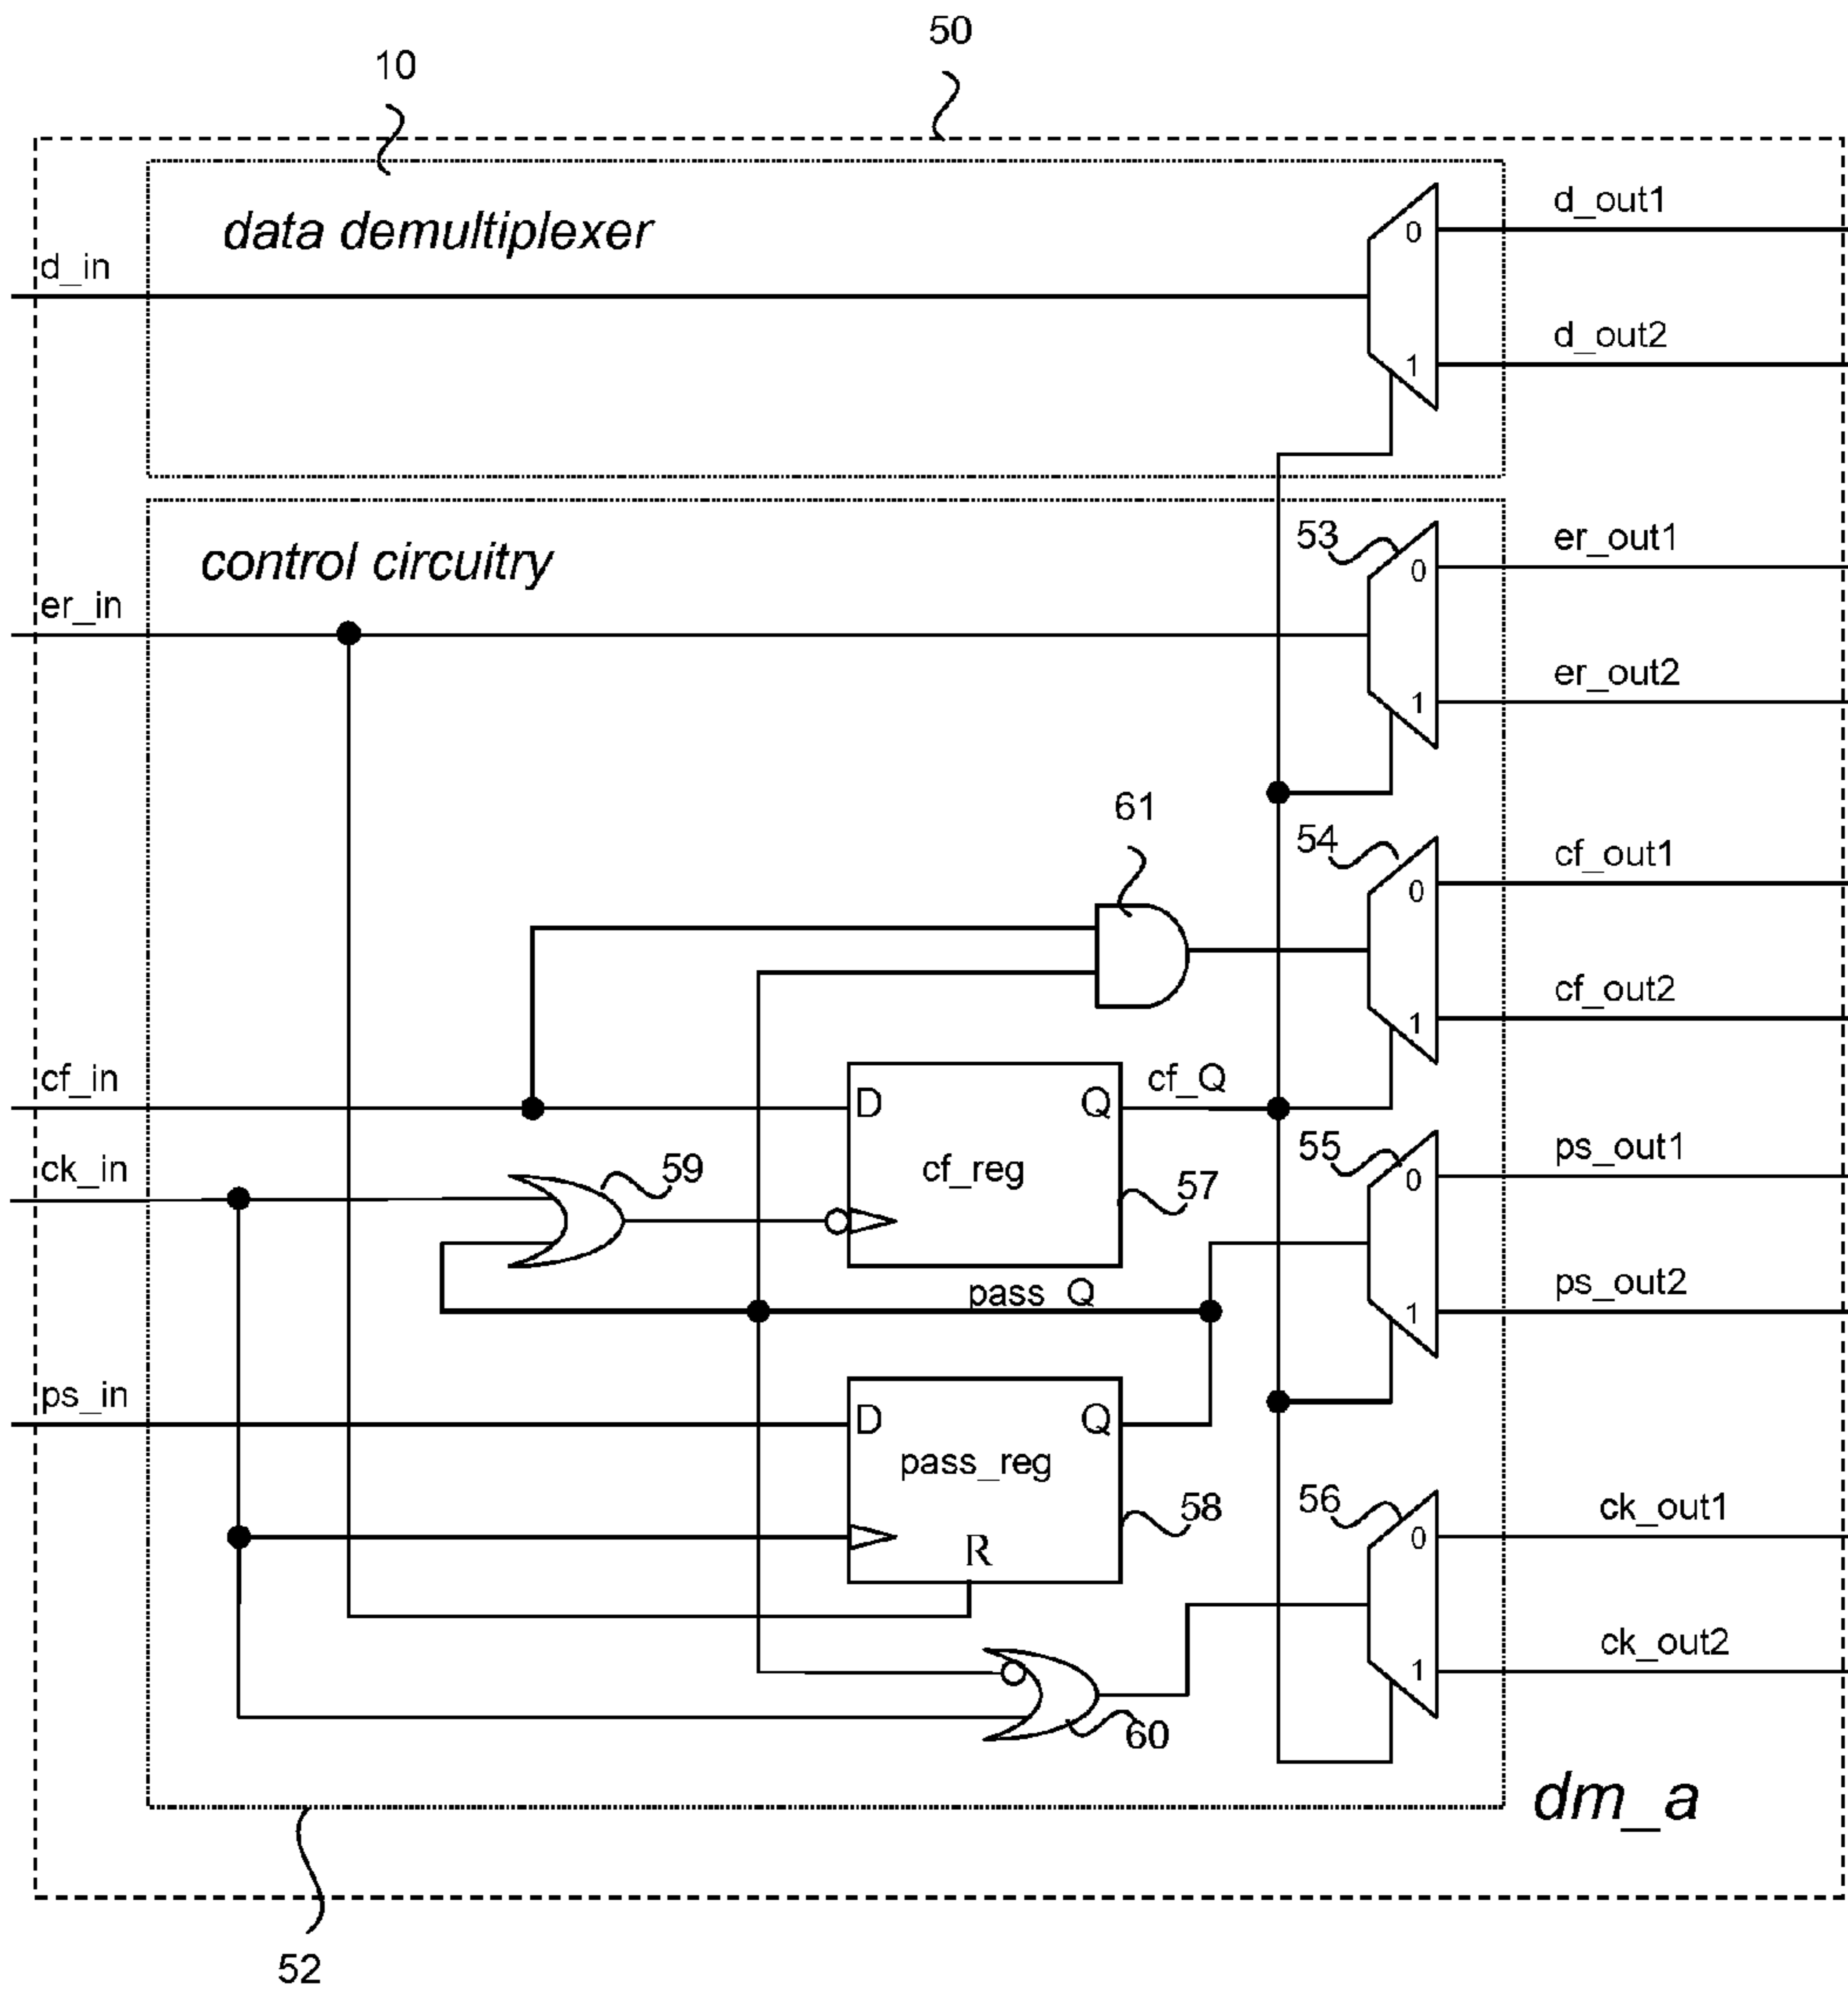 50
10
data demultiplexer
d_in
0
1
d_out1
d_out2
control circuitry
er_in
53
0
1
er_out1
er_out2
61
54
0
1
cf_out1
cf_out2
cf_in
D
Q
cf_Q
cf_reg
57
ck_in
59
55
0
1
ps_out1
ps_out2
pass_Q
ps_in
D
Q
pass_reg
R
58
56
0
1
ck_out1
ck_out2
60
dm_a
52